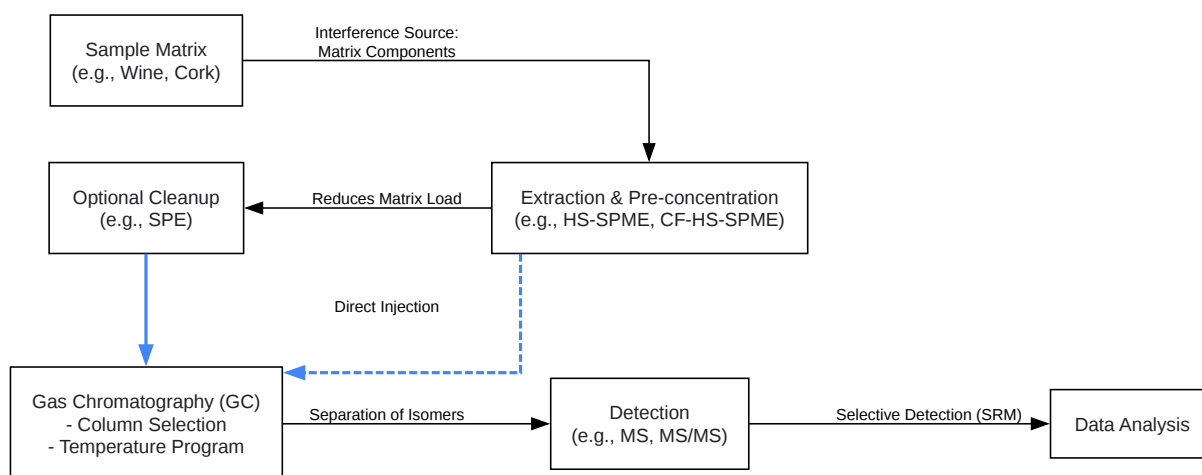 Sample Matrix
(e.g., Wine, Cork)
Interference Source:
Matrix Components
Optional Cleanup
(e.g., SPE)
Reduces Matrix Load
Extraction & Pre-concentration
(e.g., HS-SPME, CF-HS-SPME)
Direct Injection
Gas Chromatography (GC)
- Column Selection
- Temperature Program
Separation of Isomers
Detection
(e.g., MS, MS/MS)
Selective Detection (SRM)
Data Analysis